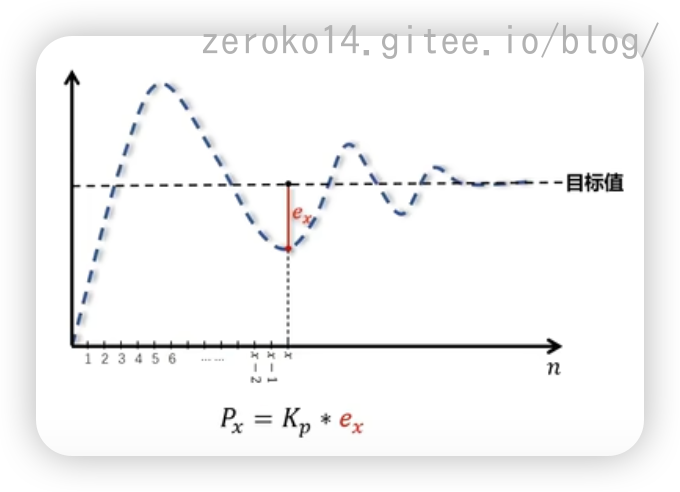 zeroko14.gitee.io/blog/
目标值
e_x
1 2 3 4 5 6 …… x−2 x−1 x
n
P_x = K_p * e_x